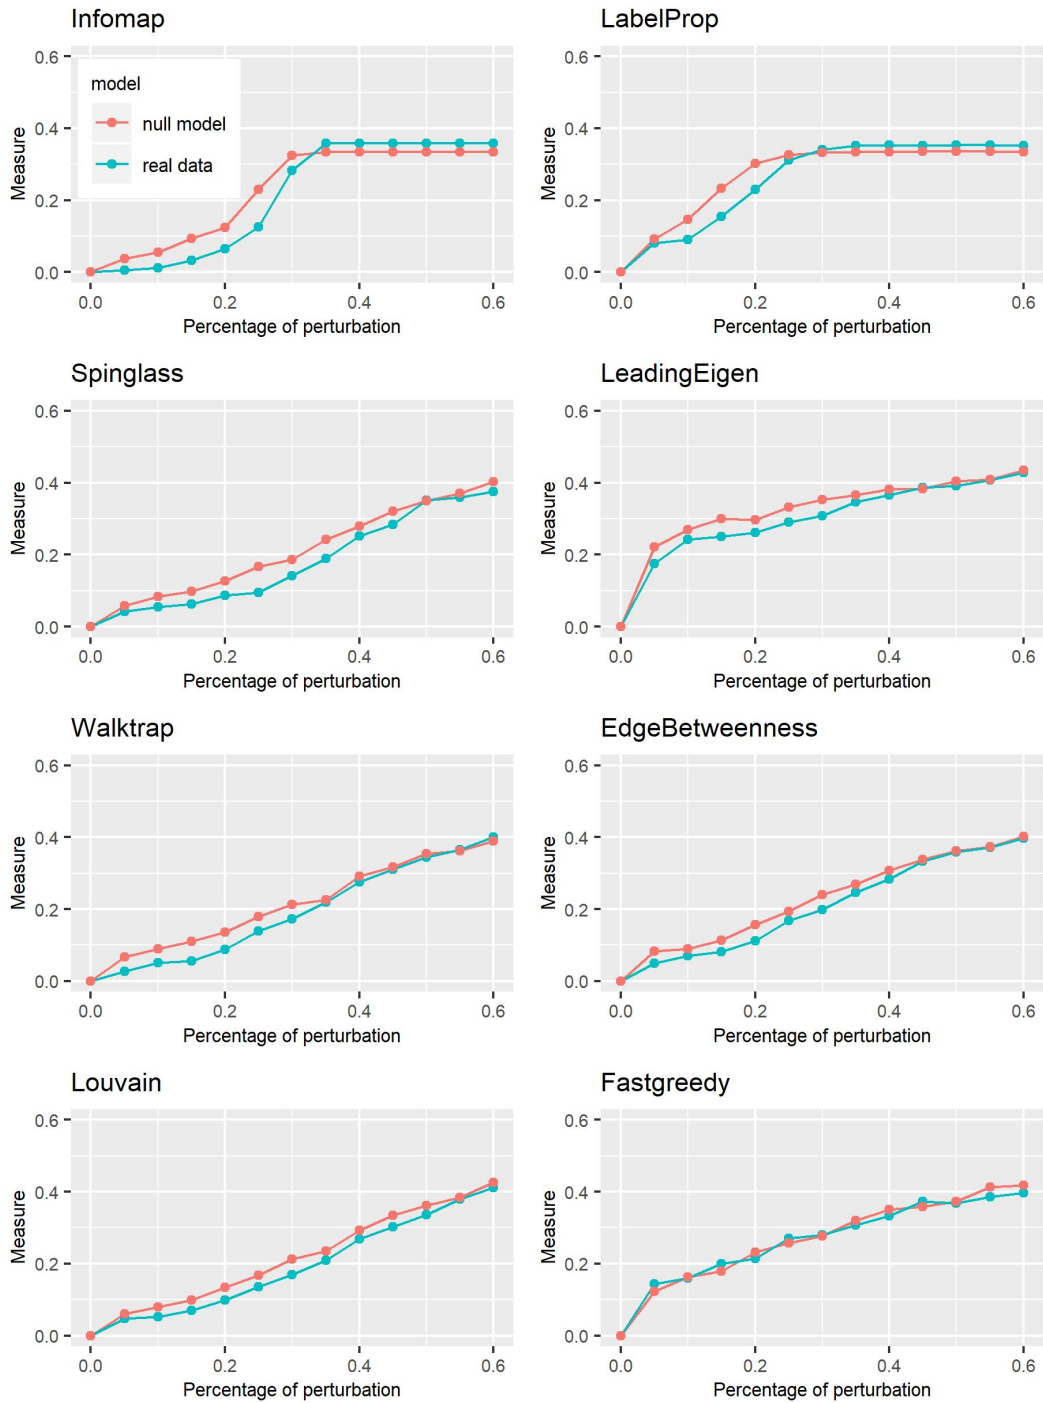 Infomap
LabelProp
0.6
0.4
0.2
0.0
Measure
model
null model
real data
0.0 0.2 0.4 0.6
Percentage of perturbation
0.6
0.4
0.2
0.0
Measure
0.0 0.2 0.4 0.6
Percentage of perturbation
Spinglass
LeadingEigen
0.6
0.4
0.2
0.0
Measure
0.0 0.2 0.4 0.6
Percentage of perturbation
0.6
0.4
0.2
0.0
Measure
0.0 0.2 0.4 0.6
Percentage of perturbation
Walktrap
EdgeBetweenness
0.6
0.4
0.2
0.0
Measure
0.0 0.2 0.4 0.6
Percentage of perturbation
0.6
0.4
0.2
0.0
Measure
0.0 0.2 0.4 0.6
Percentage of perturbation
Louvain
Fastgreedy
0.6
0.4
0.2
0.0
Measure
0.0 0.2 0.4 0.6
Percentage of perturbation
0.6
0.4
0.2
0.0
Measure
0.0 0.2 0.4 0.6
Percentage of perturbation